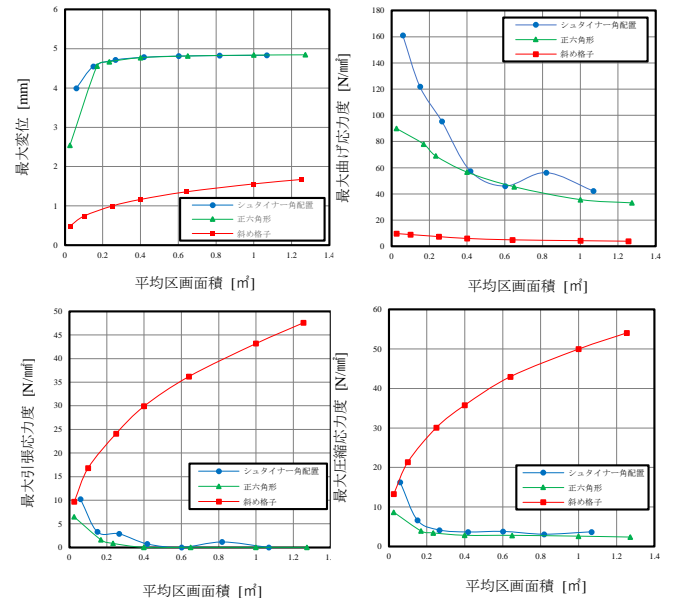 最大変位 [mm]
6
5
4
3
2
1
0
0 0.2 0.4 0.6 0.8 1 1.2 1.4
シュタイナー角配置
正六角形
斜め格子
平均区画面積 [㎡]
最大曲げ応力度 [N/㎟]
180
160
140
120
100
80
60
40
20
0
0 0.2 0.4 0.6 0.8 1 1.2 1.4
シュタイナー角配置
正六角形
斜め格子
平均区画面積 [㎡]
最大引張応力度 [N/㎟]
50
45
40
35
30
25
20
15
10
5
0
0 0.2 0.4 0.6 0.8 1 1.2 1.4
シュタイナー角配置
正六角形
斜め格子
平均区画面積 [㎡]
最大圧縮応力度 [N/㎟]
60
50
40
30
20
10
0
0 0.2 0.4 0.6 0.8 1 1.2 1.4
シュタイナー角配置
正六角形
斜め格子
平均区画面積 [㎡]